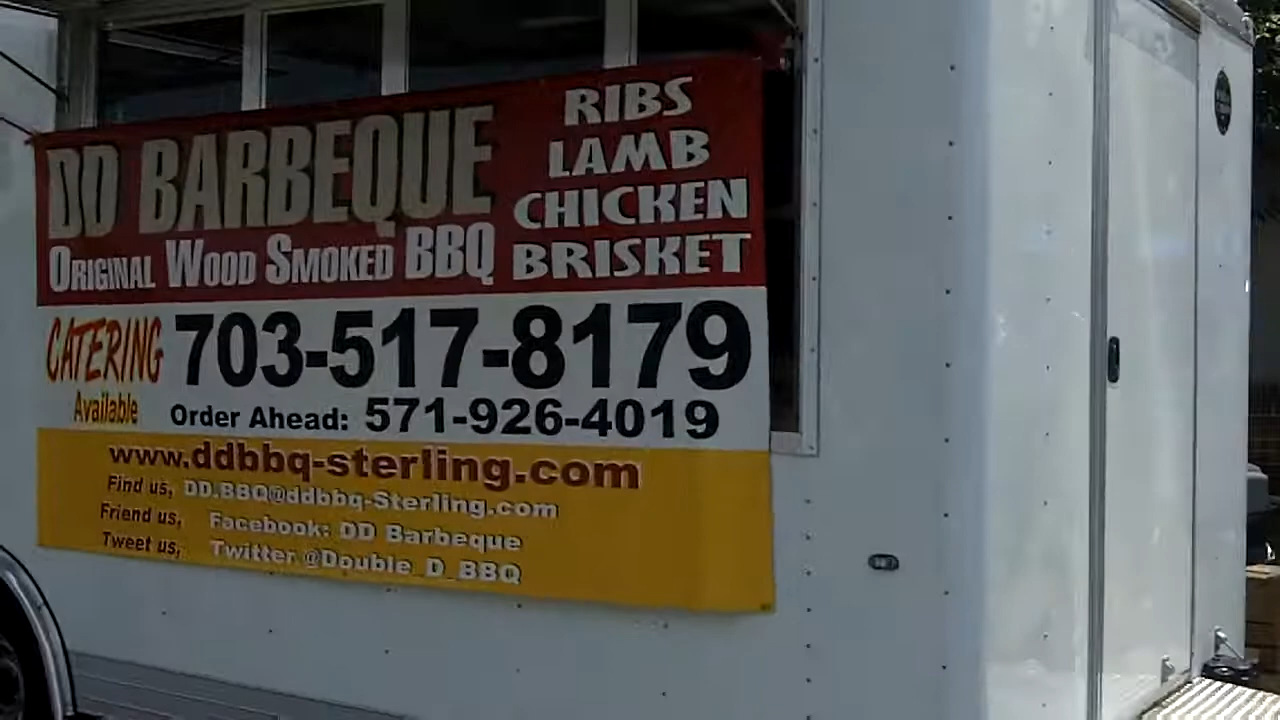 DD BARBEQUE
ORIGINAL WOOD SMOKED BBQ
RIBS
LAMB
CHICKEN
BRISKET
CATERING
Available
703-517-8179
Order Ahead: 571-926-4019
www.ddbbq-sterling.com
Find us, DD.BBQ@ddbbq-Sterling.com
Friend us, Facebook: DD Barbeque
Tweet us, Twitter @Double_D_BBQ